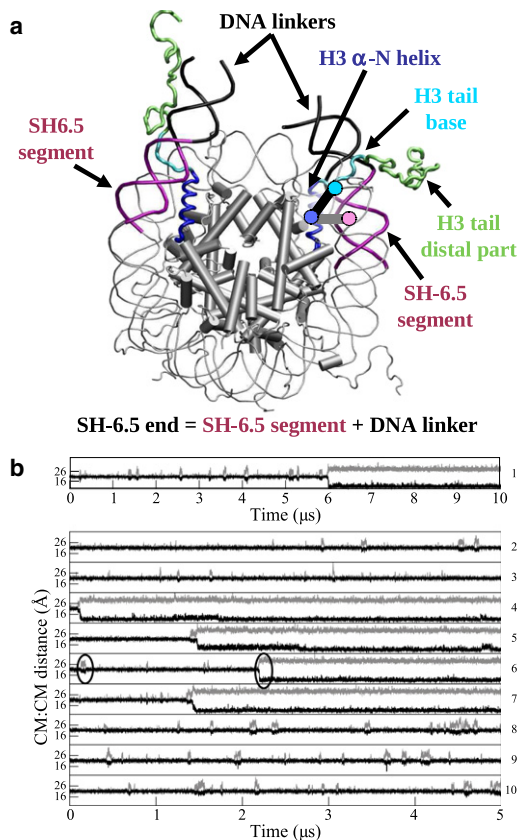 a
DNA linkers
H3 α-N helix
H3 tail
base
SH6.5
segment
H3 tail
distal part
SH-6.5
segment
SH-6.5 end = SH-6.5 segment + DNA linker
b
26
16
1
0 1 2 3 4 5 6 7 8 9 10
Time (µs)
CM:CM distance (Å)
26
16
2
26
16
3
26
16
4
26
16
5
26
16
6
26
16
7
26
16
8
26
16
9
26
16
10
0 1 2 3 4 5
Time (µs)